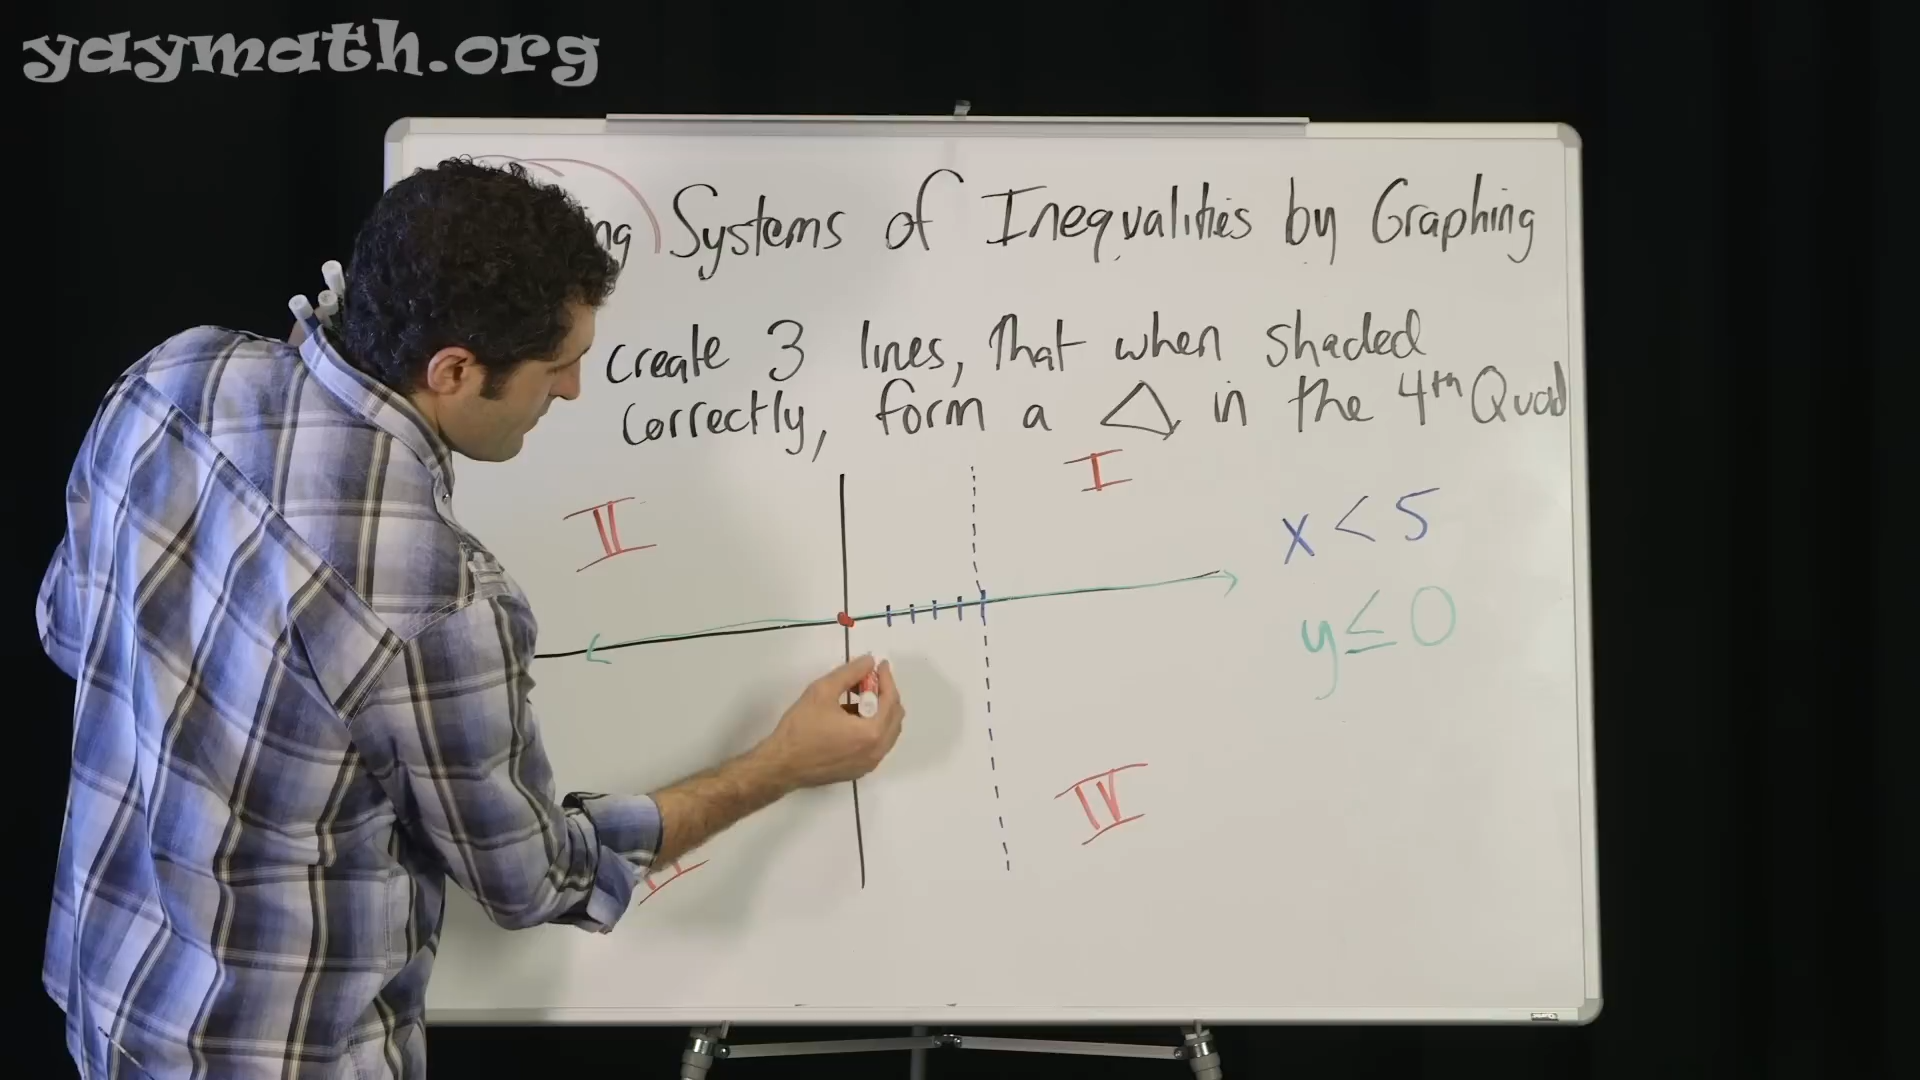 yaymath.org
Systems of Inequalities by Graphing
create 3 lines, that when shaded
correctly, form a △ in the 4th Quad
I
II
x < 5
y ≤ 0
IV